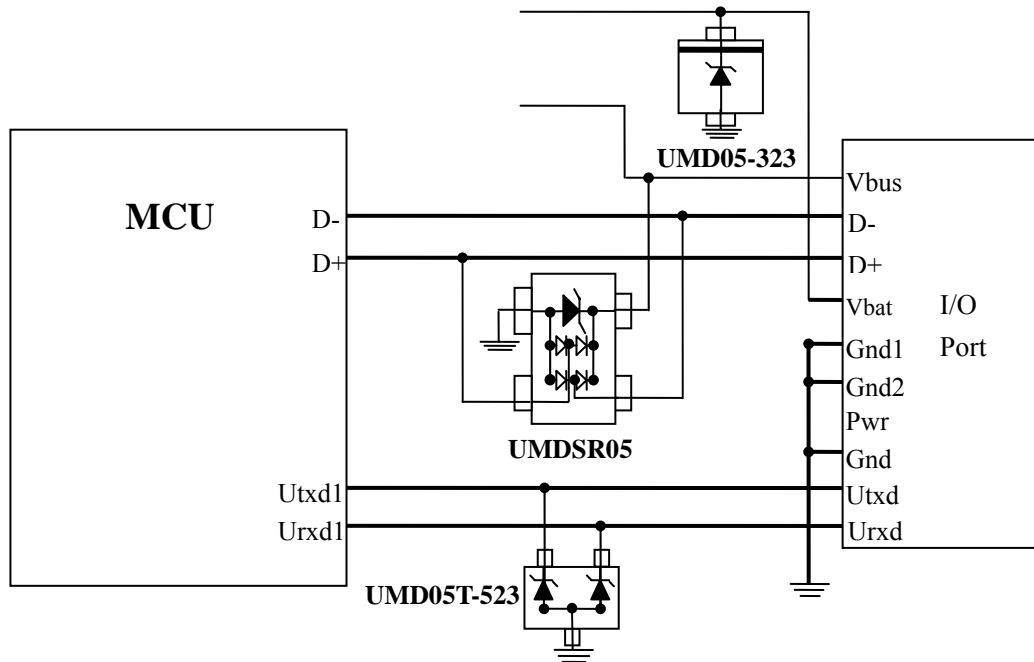 UMD05-323
MCU
Vbus
D-
D-
D+
D+
Vbat
I/O
Gnd1
Port
Gnd2
Pwr
UMDSR05
Gnd
Utxd1
Utxd
Urxd1
Urxd
UMD05T-523